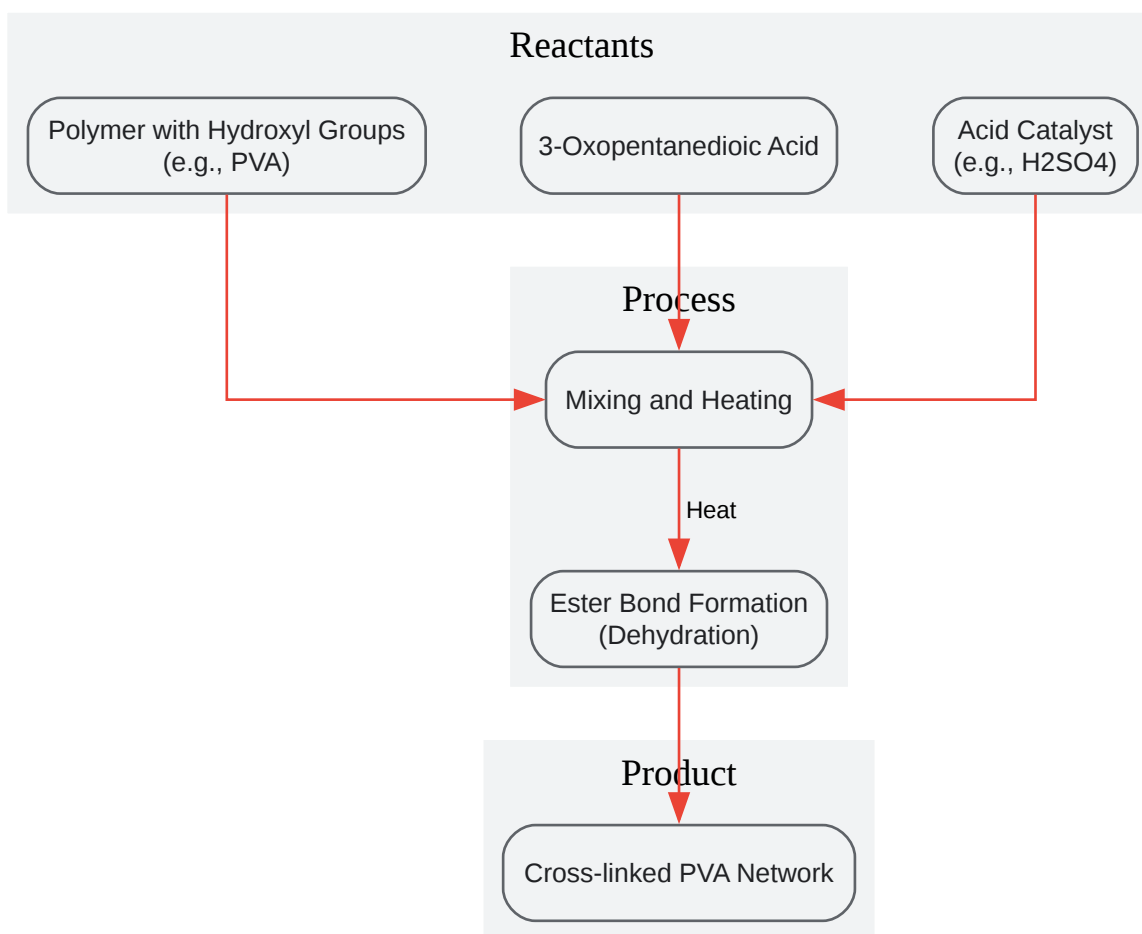 Reactants
Polymer with Hydroxyl Groups
(e.g., PVA)
3-Oxopentanedioic Acid
Acid Catalyst
(e.g., H2SO4)
Process
Mixing and Heating
Heat
Ester Bond Formation
(Dehydration)
Product
Cross-linked PVA Network